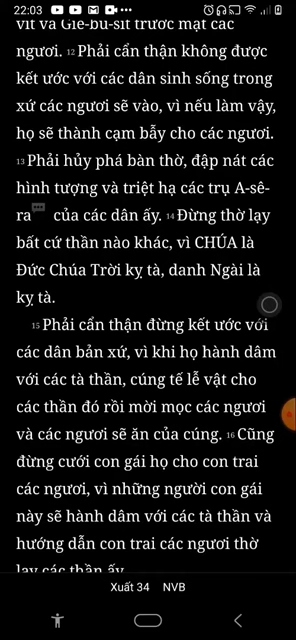 22:03
vít và Giê-bu-sít trước mặt các
ngươi. 12 Phải cẩn thận không được
kết ước với các dân sinh sống trong
xứ các ngươi sẽ vào, vì nếu làm vậy,
họ sẽ thành cạm bẫy cho các ngươi.
13 Phải hủy phá bàn thờ, đập nát các
hình tượng và triệt hạ các trụ A-sê-
ra của các dân ấy. 14 Đừng thờ lạy
bất cứ thần nào khác, vì CHÚA là
Đức Chúa Trời kỵ tà, danh Ngài là
kỵ tà.
15 Phải cẩn thận đừng kết ước với
các dân bản xứ, vì khi họ hành dâm
với các tà thần, cúng tế lễ vật cho
các thần đó rồi mời mọc các ngươi
và các ngươi sẽ ăn của cúng. 16 Cũng
đừng cưới con gái họ cho con trai
các ngươi, vì những người con gái
này sẽ hành dâm với các tà thần và
hướng dẫn con trai các ngươi thờ
lạy các thần ấy.
Xuất 34 NVB